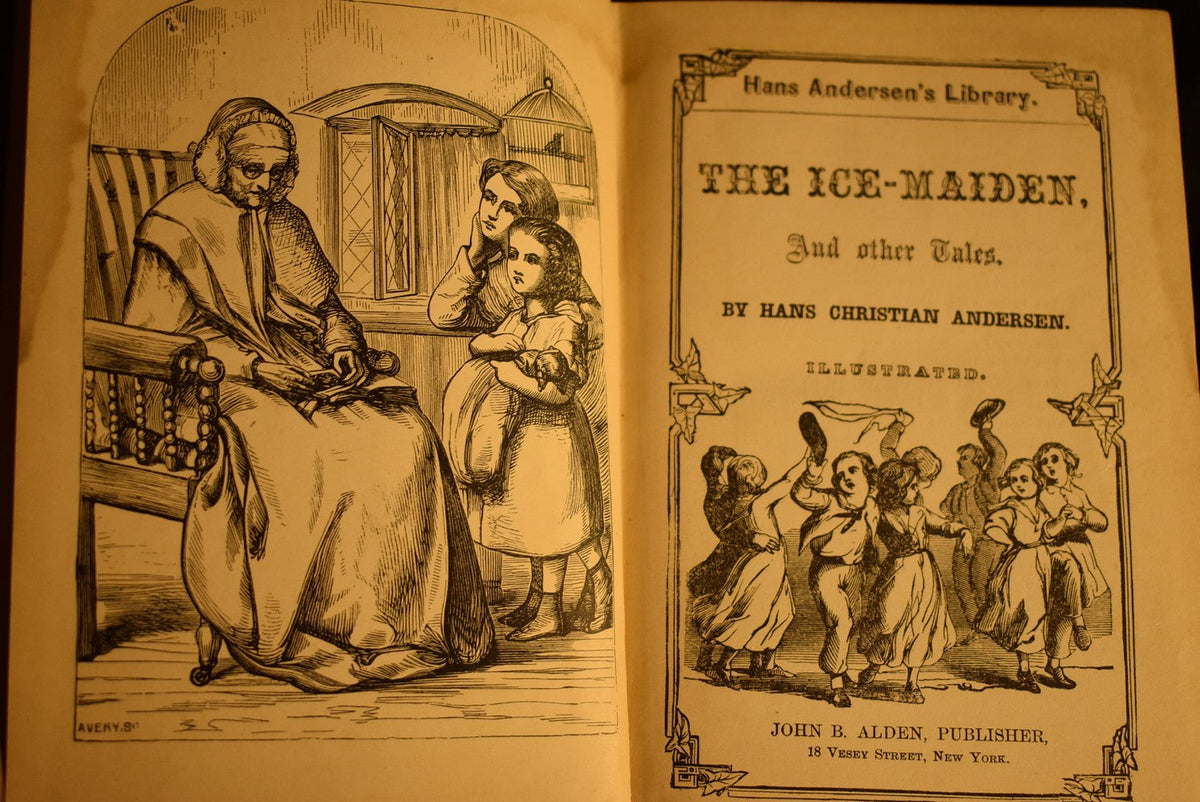 AVERY. Sc
Hans Andersen's Library.
THE ICE-MAIDEN,
And other Tales.
BY HANS CHRISTIAN ANDERSEN.
ILLUSTRATED.
JOHN B. ALDEN, PUBLISHER,
18 VESEY STREET, NEW YORK.